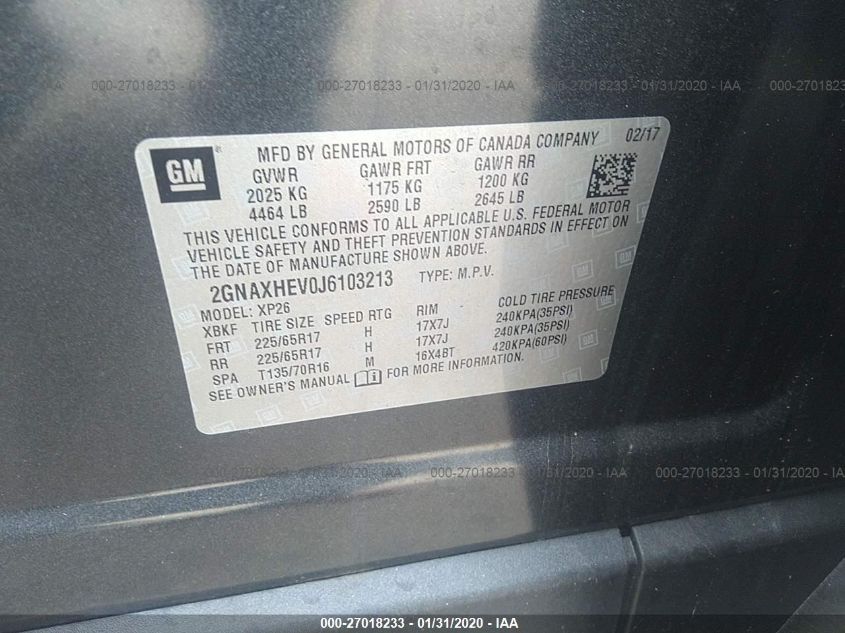 000-27018233 - 01/31/2020 - IAA
000-27018233 - 01/31/2020 - IAA
000-27018233 - 01/31/2020 - IAA
GM
MFD BY GENERAL MOTORS OF CANADA COMPANY 02/17
GVWR GAWR FRT GAWR RR
2025 KG 1175 KG 1200 KG
4464 LB 2590 LB 2645 LB
THIS VEHICLE CONFORMS TO ALL APPLICABLE U.S. FEDERAL MOTOR
VEHICLE SAFETY AND THEFT PREVENTION STANDARDS IN EFFECT ON
THE DATE OF MANUFACTURE SHOWN ABOVE.
2GNAXHEV0J6103213 TYPE: M.P.V.
MODEL: XP26
XBKF TIRE SIZE SPEED RTG RIM COLD TIRE PRESSURE
FRT 225/65R17 H 17X7J 240KPA(35PSI)
RR 225/65R17 H 17X7J 240KPA(35PSI)
SPA T135/70R16 M 16X4BT 420KPA(60PSI)
SEE OWNER'S MANUAL FOR MORE INFORMATION.
000-27018233 - 01/31/2020 - IAA
000-27018233 - 01/31/2020 - IAA
000-27018233 - 01/31/2020 - IAA
000-27018233 - 01/31/2020 - IAA